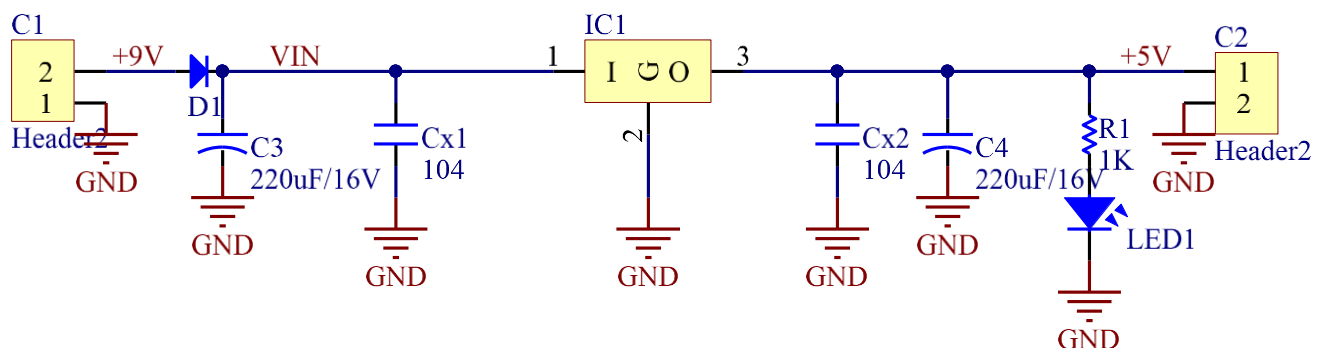 C1
2
1
Header2
GND
+9V
D1
VIN
C3
220uF/16V
GND
Cx1
104
GND
IC1
1
I G O
3
2
GND
Cx2
104
GND
C4
220uF/16V
GND
R1
1K
LED1
GND
+5V
C2
1
2
Header2
GND